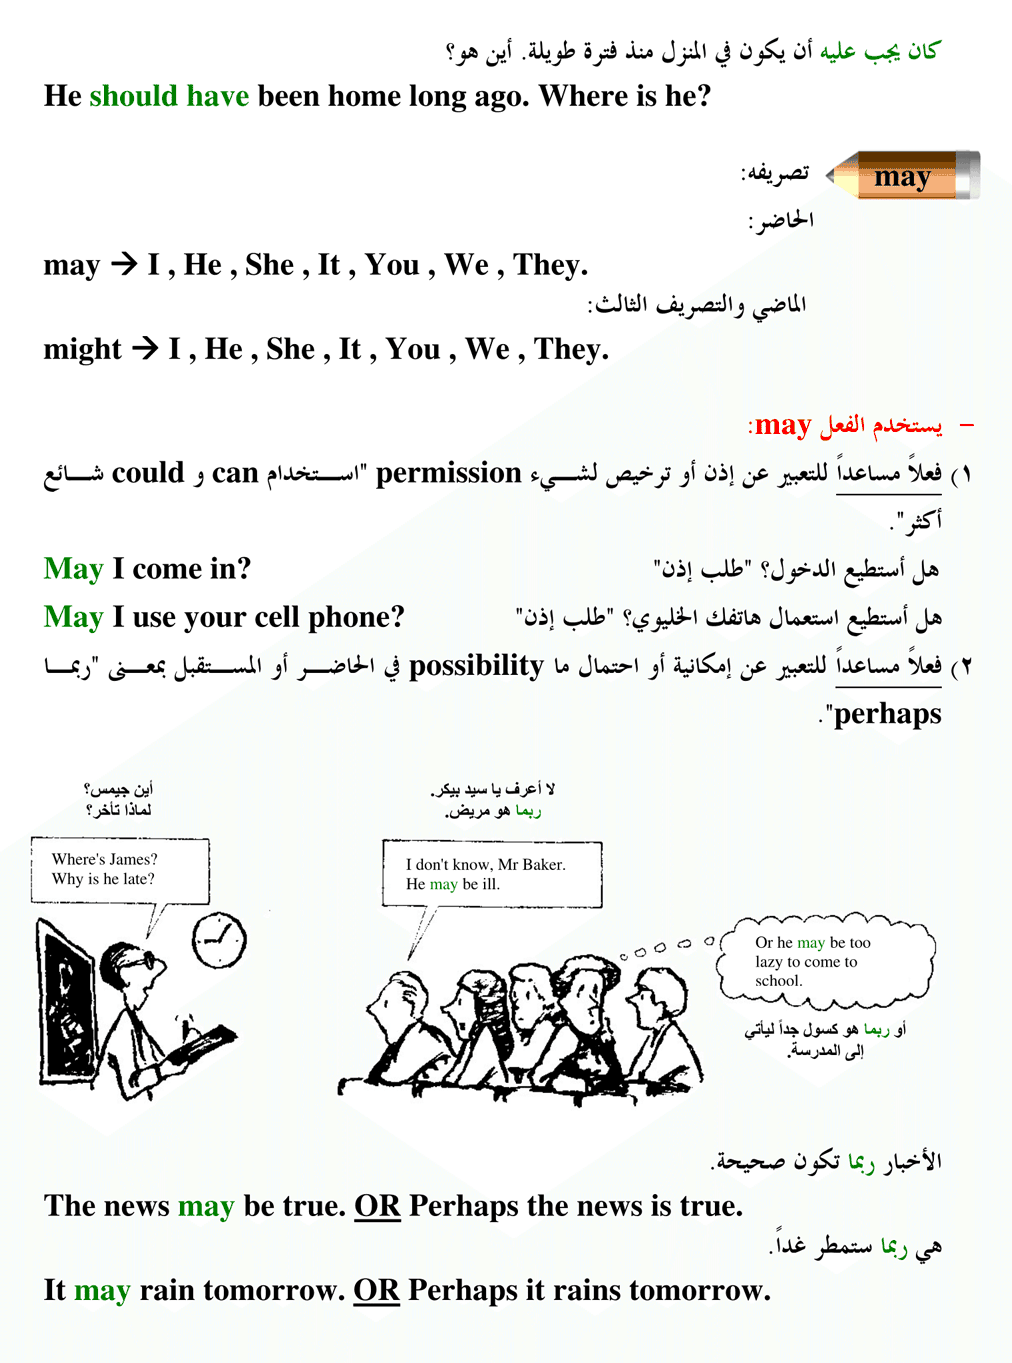 كان يجب عليه أن يكون في المنزل منذ فترة طويلة. أين هو؟
He should have been home long ago. Where is he?
may
تصريفه:
الحاضر:
may → I , He , She , It , You , We , They.
الماضي والتصريف الثالث:
might → I , He , She , It , You , We , They.
- يستخدم الفعل may:
١) فعلاً مساعداً للتعبير عن إذن أو ترخيص لشـــيء permission "اســـتخدام can و could شـــائع
أكثر".
هل أستطيع الدخول؟ "طلب إذن" May I come in?
هل أستطيع استعمال هاتفك الخليوي؟ "طلب إذن" May I use your cell phone?
٢) فعلاً مساعداً للتعبير عن إمكانية أو احتمال ما possibility في الحاضـــر أو المســـتقبل بمعـــنى "ربمـــا
perhaps".
أين جيمس؟
لماذا تأخر؟
Where's James?
Why is he late?
لا أعرف يا سيد بيكر.
ربما هو مريض.
I don't know, Mr Baker.
He may be ill.
Or he may be too
lazy to come to
school.
أو ربما هو كسول جداً ليأتي
إلى المدرسة.
الأخبار ربما تكون صحيحة.
The news may be true. OR Perhaps the news is true.
هي ربما ستمطر غداً.
It may rain tomorrow. OR Perhaps it rains tomorrow.